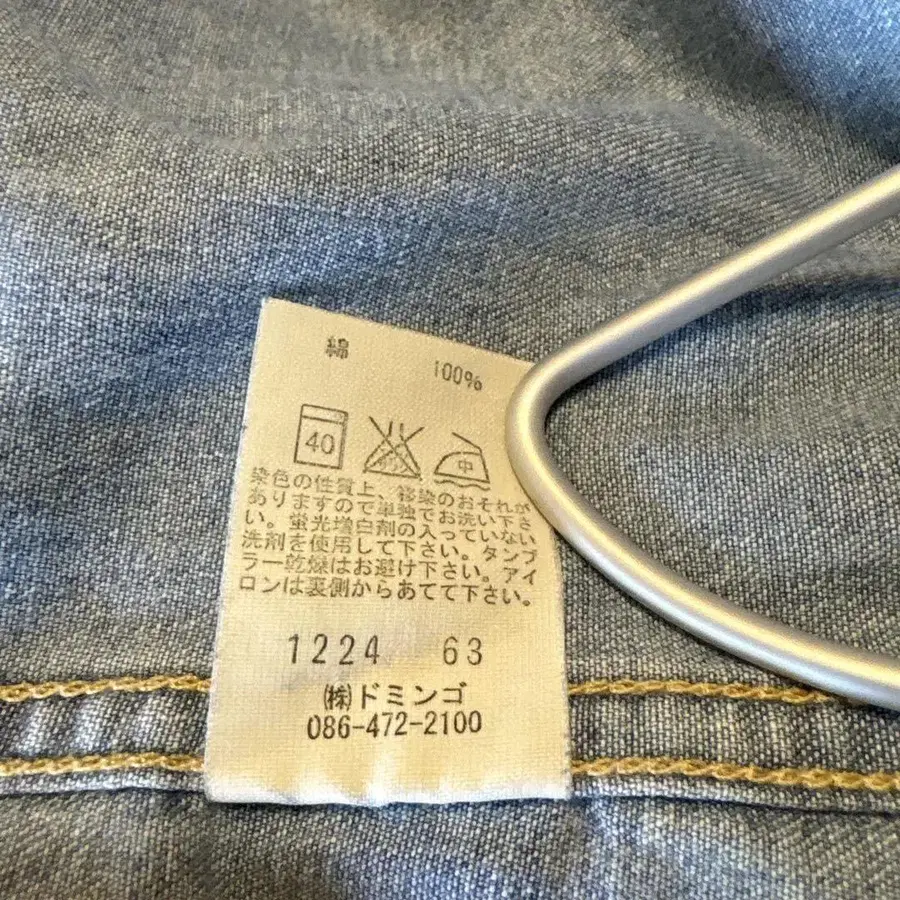 綿
100%
40
中
染色の性質上、移染のおそれが
ありますので単独でお洗い下さ
い。蛍光増白剤の入っていない
洗剤を使用して下さい。タンブ
ラー乾燥はお避け下さい。アイ
ロンは裏側からあてて下さい。
1224 63
㈱ドミンゴ
086-472-2100